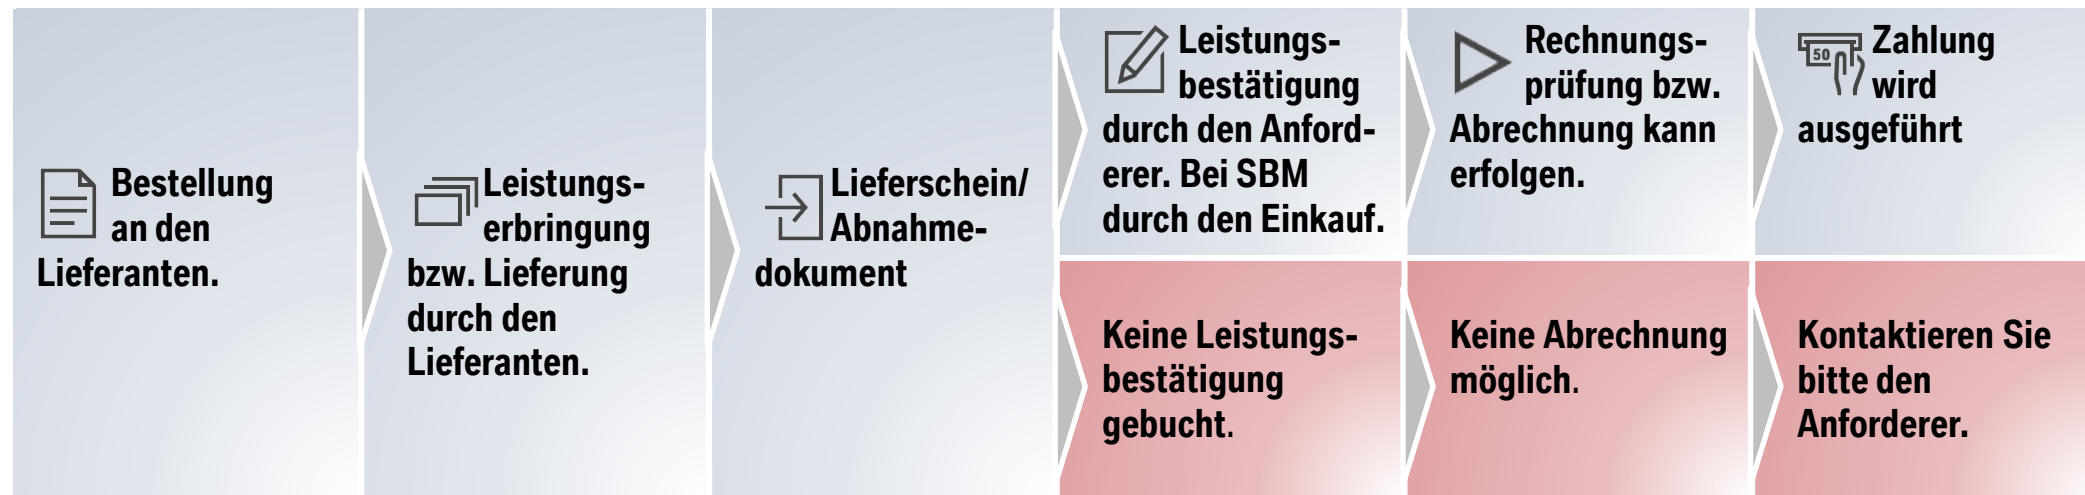 Bestellung
an den
Lieferanten.
Leistungs-
erbringung
bzw. Lieferung
durch den
Lieferanten.
Lieferschein/
Abnahme-
dokument
Leistungs-
bestätigung
durch den Anford-
erer. Bei SBM
durch den Einkauf.
Rechnungs-
prüfung bzw.
Abrechnung kann
erfolgen.
50
Zahlung
wird
ausgeführt
Keine Leistungs-
bestätigung
gebucht.
Keine Abrechnung
möglich.
Kontaktieren Sie
bitte den
Anforderer.